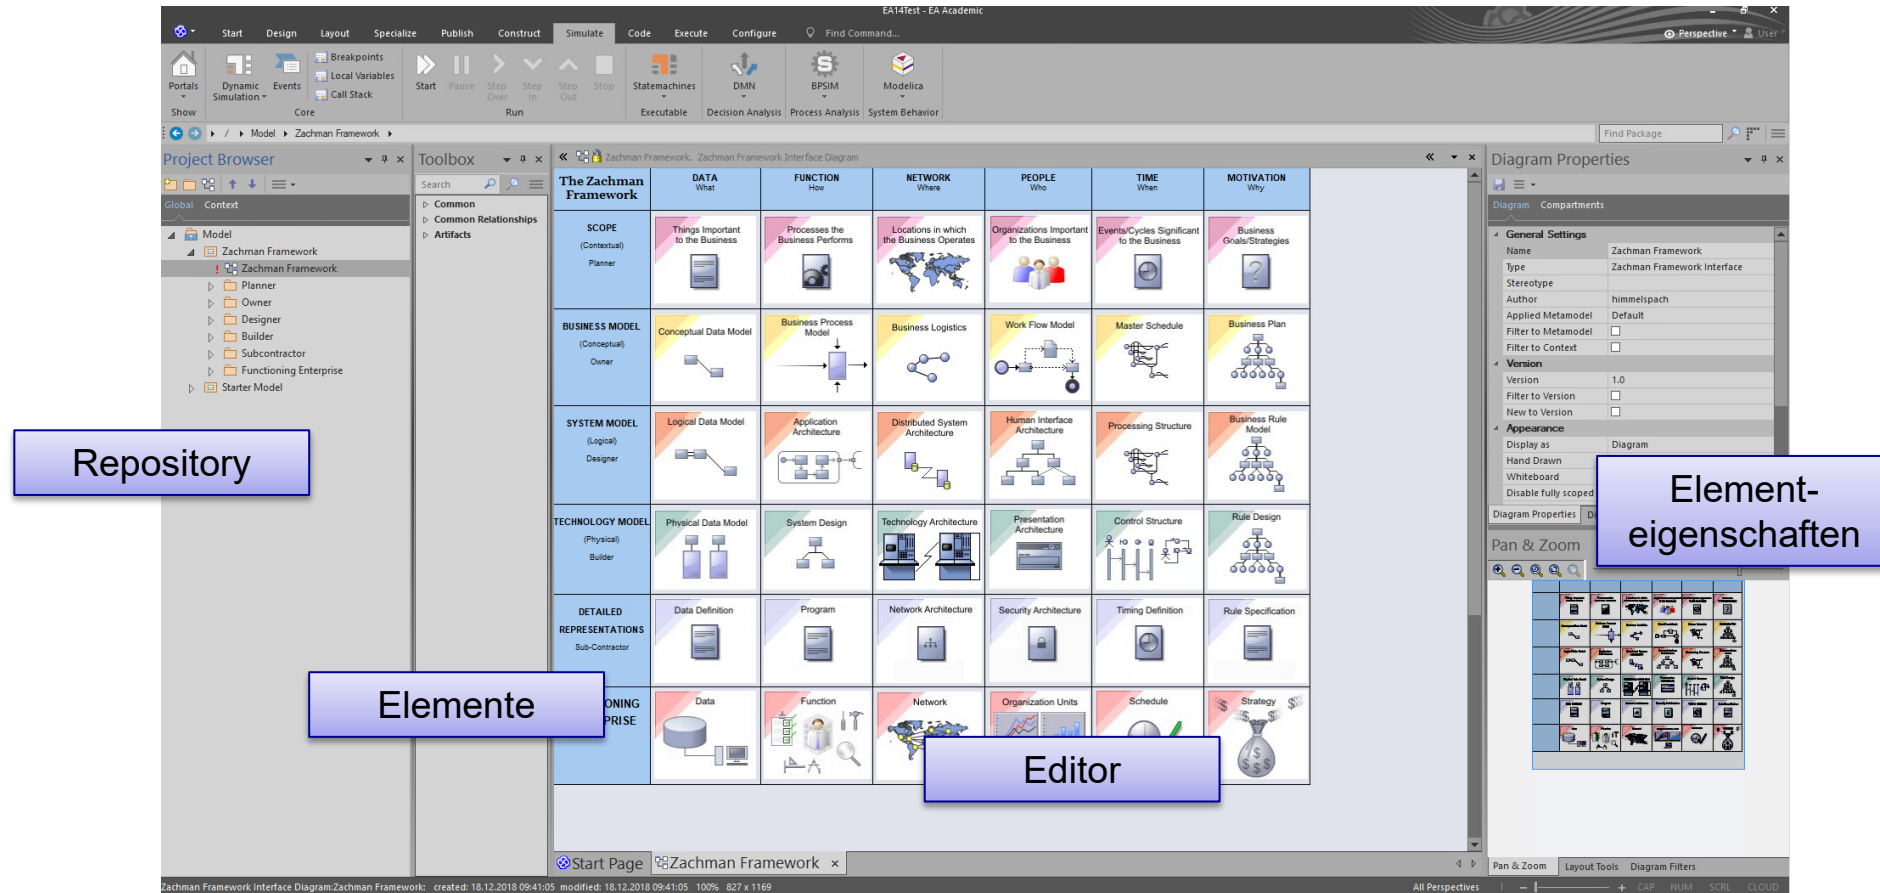 EA14Test - EA Academic
Start Design Layout Specialize Publish Construct Simulate Code Execute Configure Find Command... Perspective User
Portals
Dynamic Simulation
Events
Breakpoints
Local Variables
Call Stack
Start Pause Step Over Step In Step Out Stop
Statemachines DMN BPSIM Modelica
Show Core Run Executable Decision Analysis Process Analysis System Behavior
/ Model Zachman Framework
Find Package
Project Browser
Global Context
Model
Zachman Framework
! Zachman Framework
Planner
Owner
Designer
Builder
Subcontractor
Functioning Enterprise
Starter Model
Repository
Toolbox
Search
Common
Common Relationships
Artifacts
Elemente
Zachman Framework. Zachman Framework Interface Diagram
The Zachman Framework
DATA What
FUNCTION How
NETWORK Where
PEOPLE Who
TIME When
MOTIVATION Why
SCOPE
(Contextual)
Planner
Things Important to the Business
Processes the Business Performs
Locations in which the Business Operates
Organizations Important to the Business
Events/Cycles Significant to the Business
Business Goals/Strategies
BUSINESS MODEL
(Conceptual)
Owner
Conceptual Data Model
Business Process Model
Business Logistics
Work Flow Model
Master Schedule
Business Plan
SYSTEM MODEL
(Logical)
Designer
Logical Data Model
Application Architecture
Distributed System Architecture
Human Interface Architecture
Processing Structure
Business Rule Model
TECHNOLOGY MODEL
(Physical)
Builder
Physical Data Model
System Design
Technology Architecture
Presentation Architecture
Control Structure
Rule Design
DETAILED
REPRESENTATIONS
Sub-Contractor
Data Definition
Program
Network Architecture
Security Architecture
Timing Definition
Rule Specification
Data
Function
Network
Organization Units
Schedule
Strategy
Editor
Start Page Zachman Framework
Diagram Properties
Diagram Compartments
General Settings
Name Zachman Framework
Type Zachman Framework Interface
Stereotype
Author himmelspach
Applied Metamodel Default
Filter to Metamodel
Filter to Context
Version
Version 1.0
Filter to Version
New to Version
Appearance
Display as Diagram
Hand Drawn
Whiteboard
Disable fully scoped
Diagram Properties
Element-
eigenschaften
Pan & Zoom
Pan & Zoom Layout Tools Diagram Filters
Zachman Framework Interface Diagram:Zachman Framework: created: 18.12.2018 09:41:05 modified: 18.12.2018 09:41:05 100% 827 x 1169
All Perspectives CAP NUM SCRL CLOUD